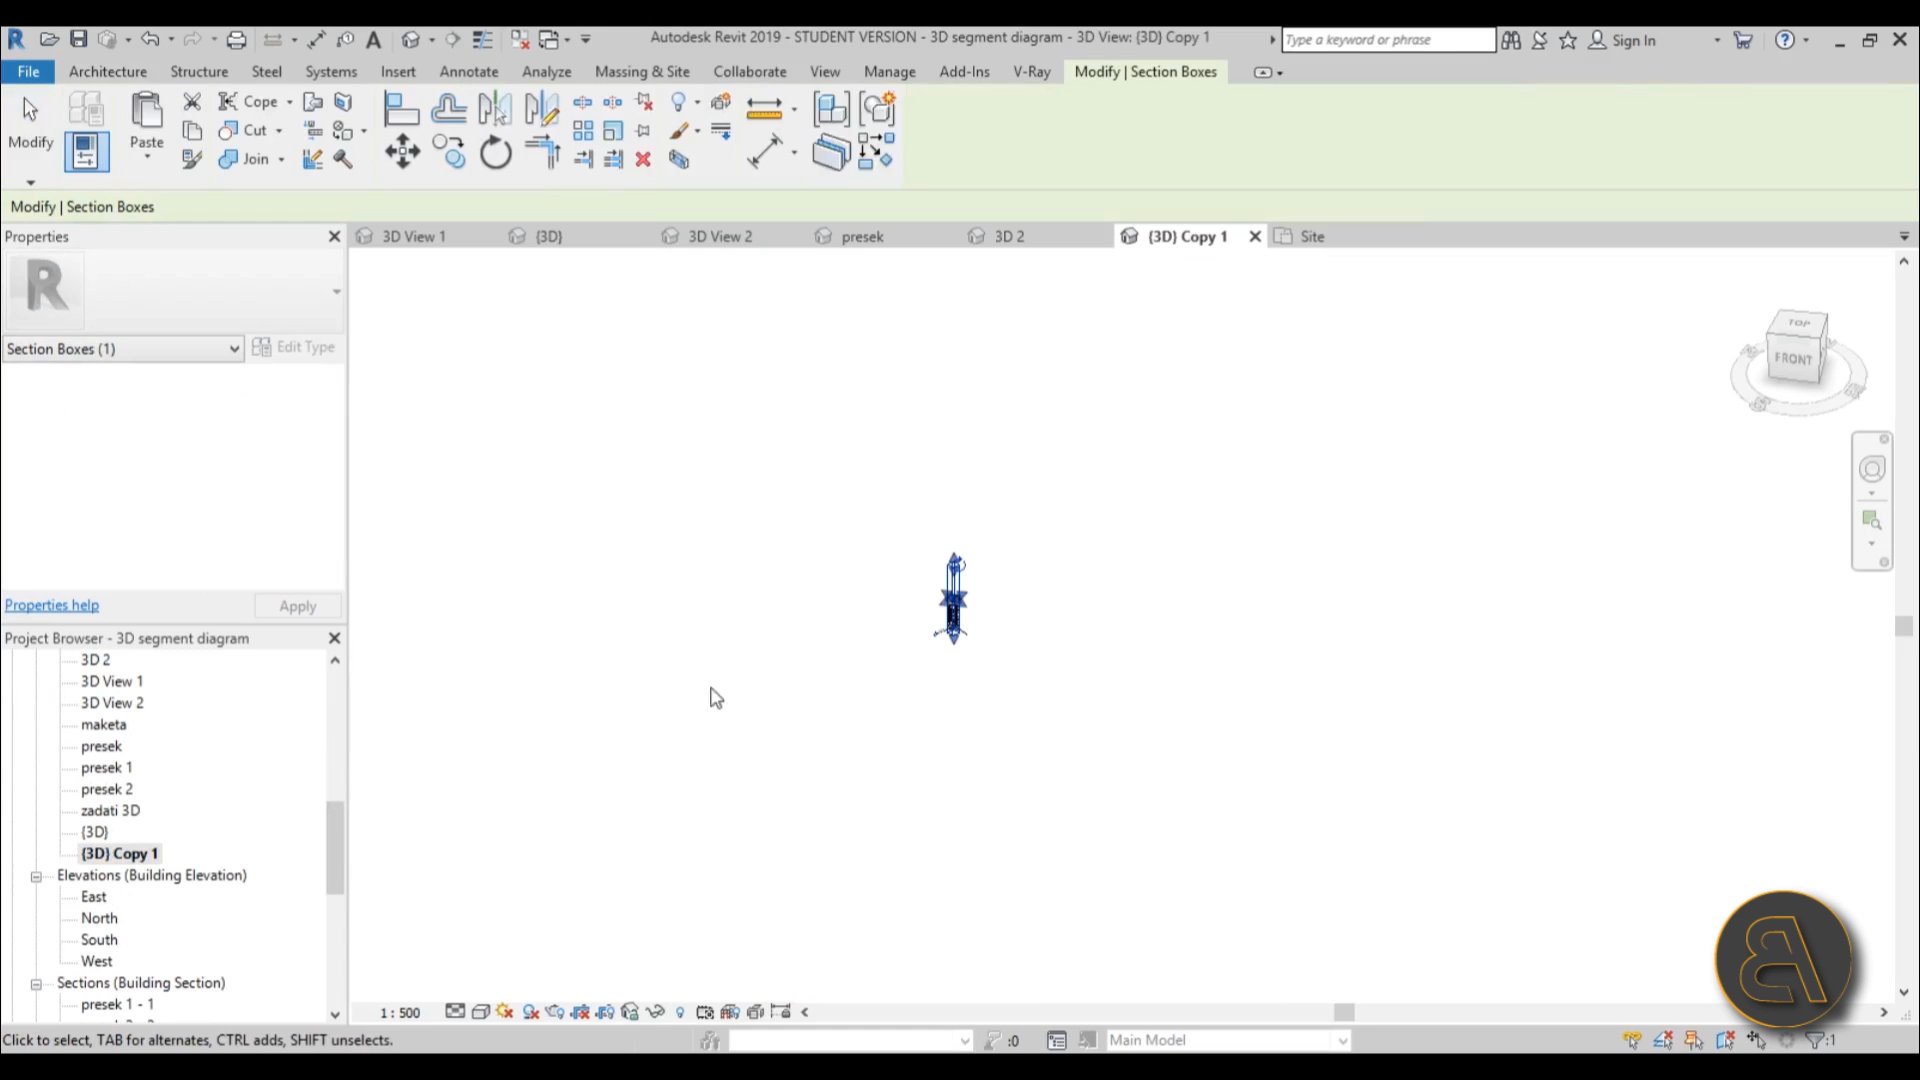 Autodesk Revit 2019 - STUDENT VERSION - 3D segment diagram - 3D View: {3D} Copy 1
Type a keyword or phrase
Sign In
File Architecture Structure Steel Systems Insert Annotate Analyze Massing & Site Collaborate View Manage Add-Ins V-Ray Modify | Section Boxes
Modify
Paste
Cope
Cut
Join
Modify | Section Boxes
Properties
3D View 1 {3D} 3D View 2 presek 3D 2 {3D} Copy 1 Site
Section Boxes (1)
Edit Type
TOP
FRONT
Properties help
Apply
Project Browser - 3D segment diagram
3D 2
3D View 1
3D View 2
maketa
presek
presek 1
presek 2
zadati 3D
{3D}
{3D} Copy 1
Elevations (Building Elevation)
East
North
South
West
Sections (Building Section)
presek 1 - 1
1 : 500
Click to select, TAB for alternates, CTRL adds, SHIFT unselects.
:0
Main Model
:1